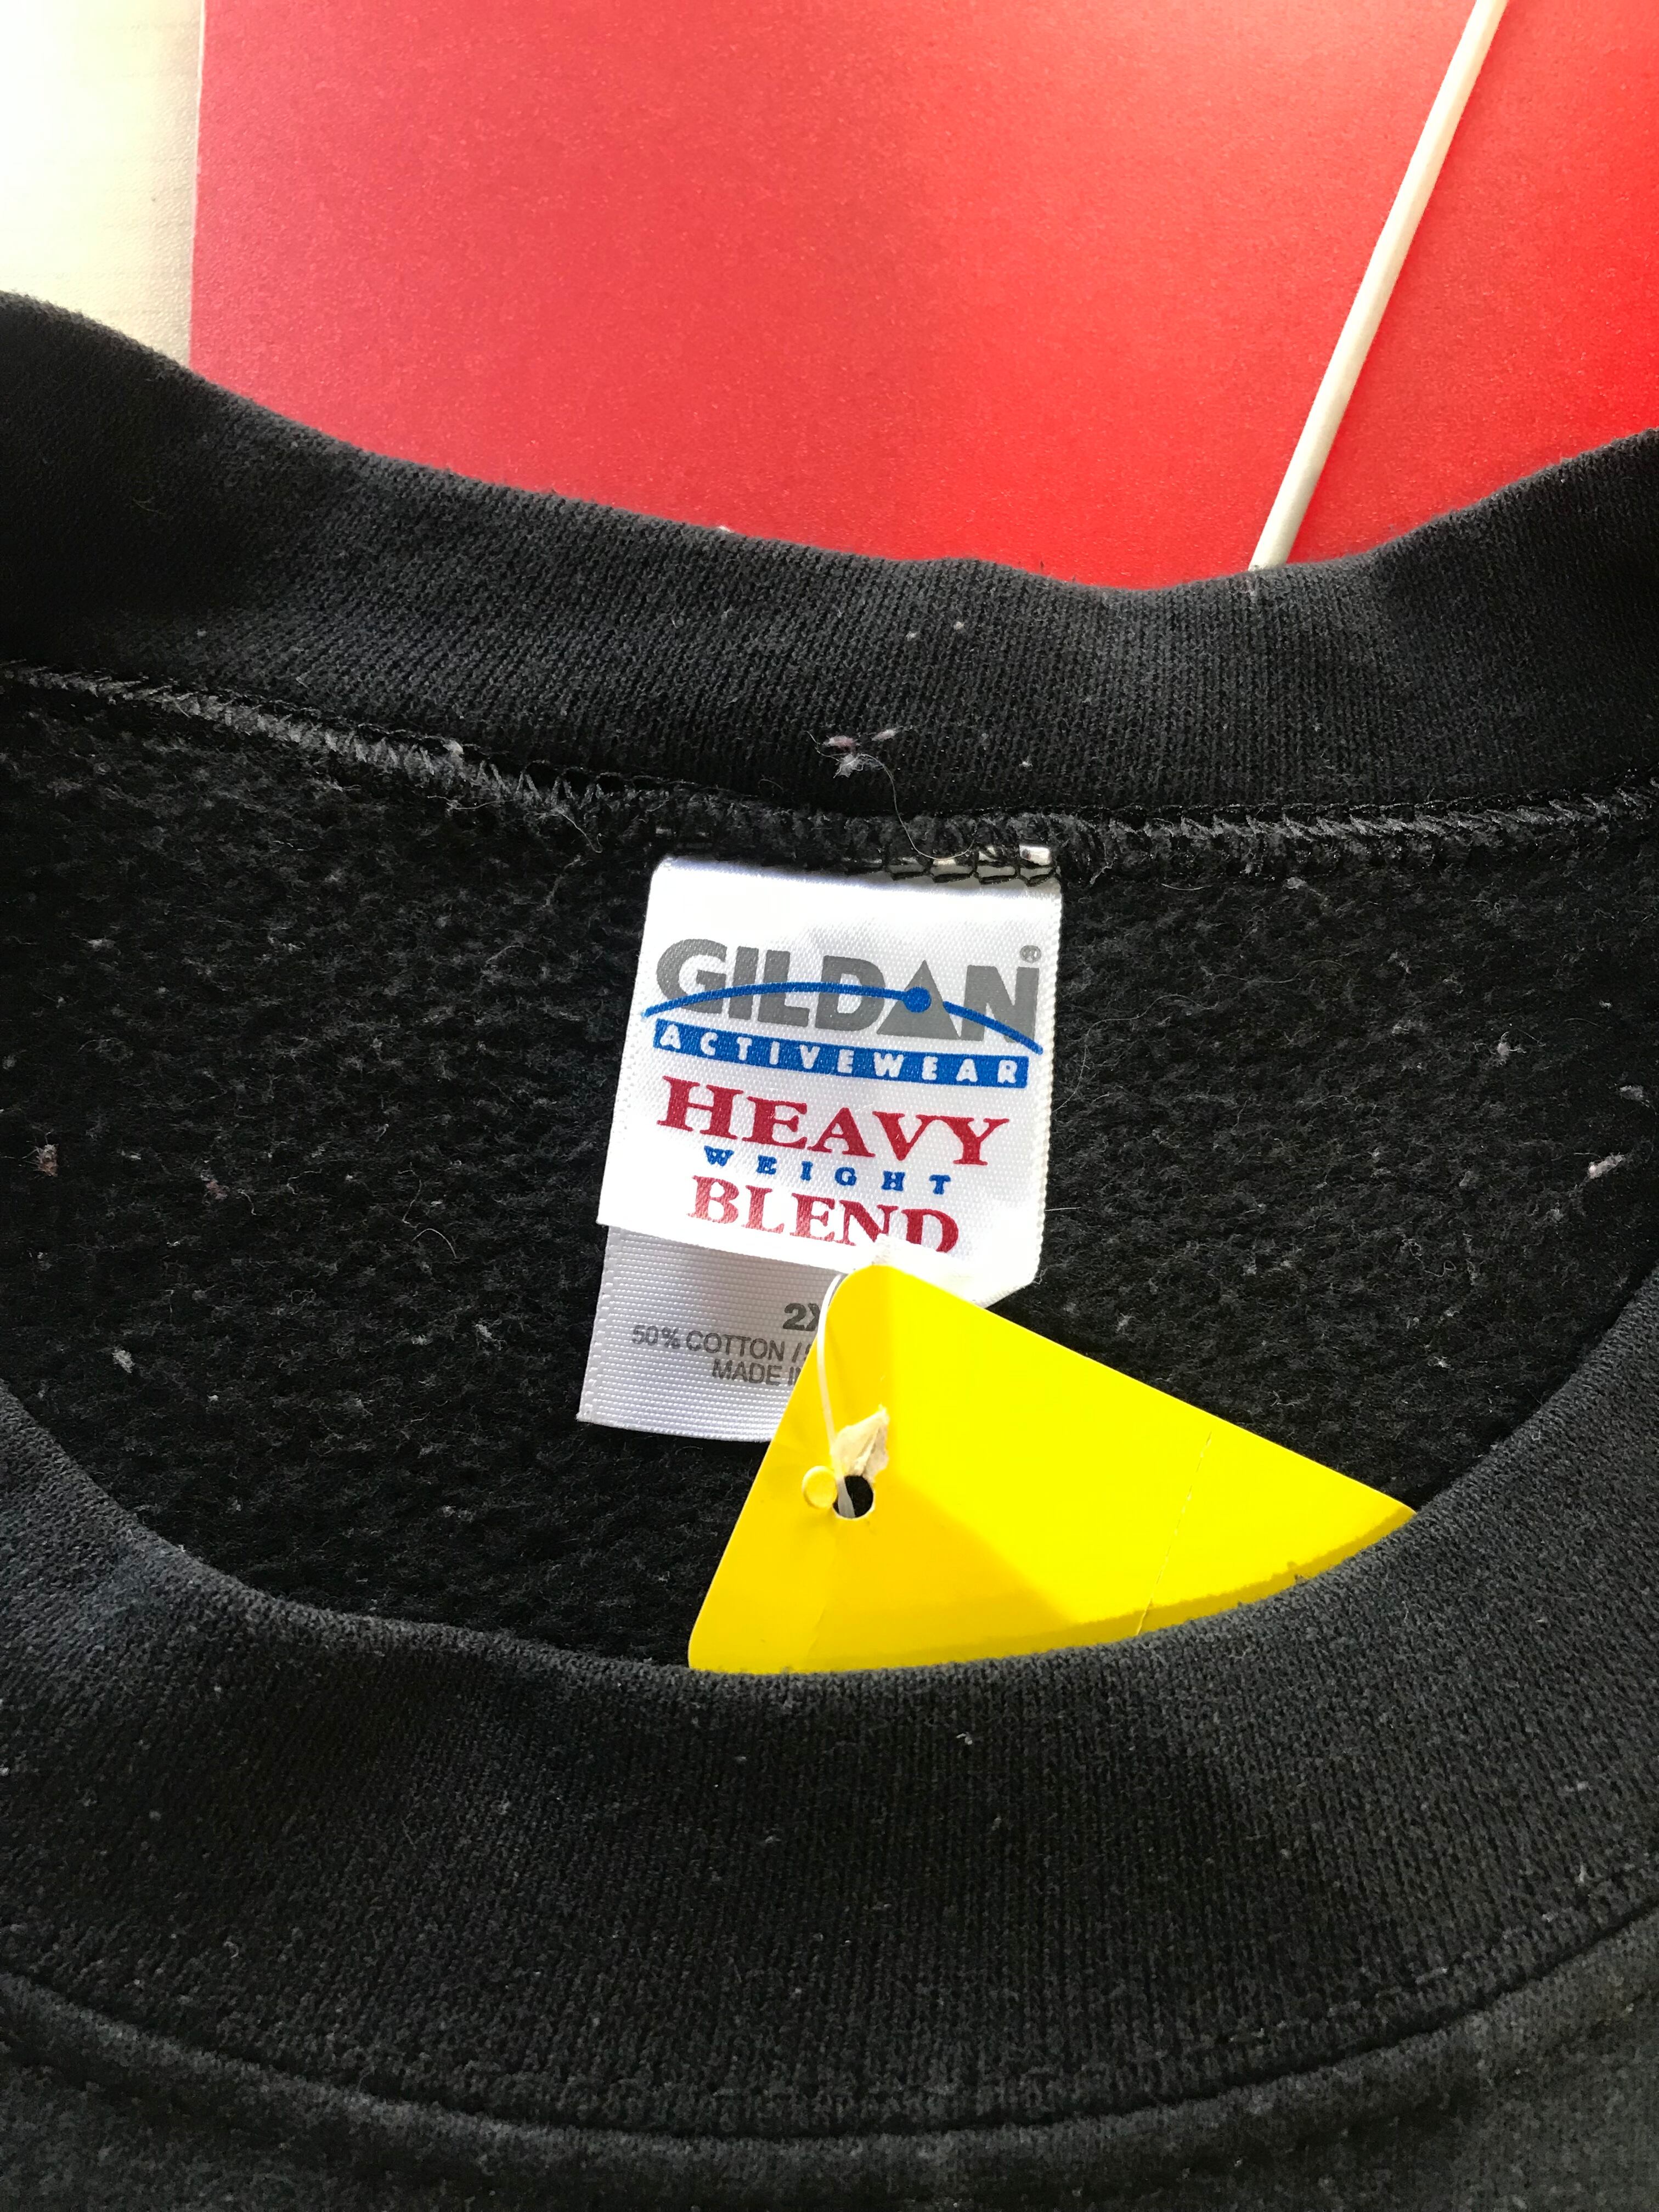 GILDAN®
ACTIVEWEAR
HEAVY
WEIGHT
BLEND
50% COTTON /
MADE